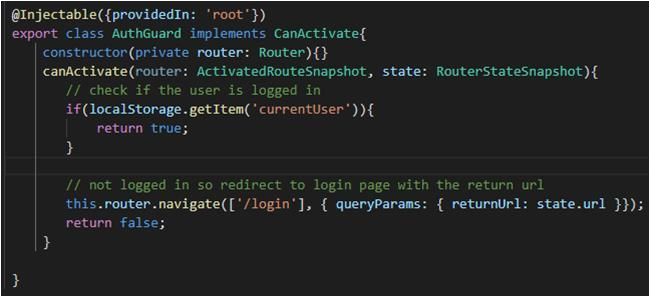 @Injectable({providedIn: 'root'})
export class AuthGuard implements CanActivate{
constructor(private router: Router){}
canActivate(router: ActivatedRouteSnapshot, state: RouterStateSnapshot){
// check if the user is logged in
if(localStorage.getItem('currentUser')){
return true;
}
// not logged in so redirect to login page with the return url
this.router.navigate(['/login'], { queryParams: { returnUrl: state.url }});
return false;
}
}